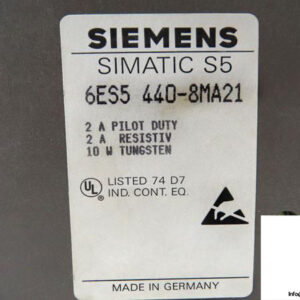 SIEMENS
SIMATIC S5
6ES5 440-8MA21
2 A PILOT DUTY
2 A RESISTIV
10 W TUNGSTEN
UL LISTED 74 D7
IND. CONT. EQ.
MADE IN GERMANY